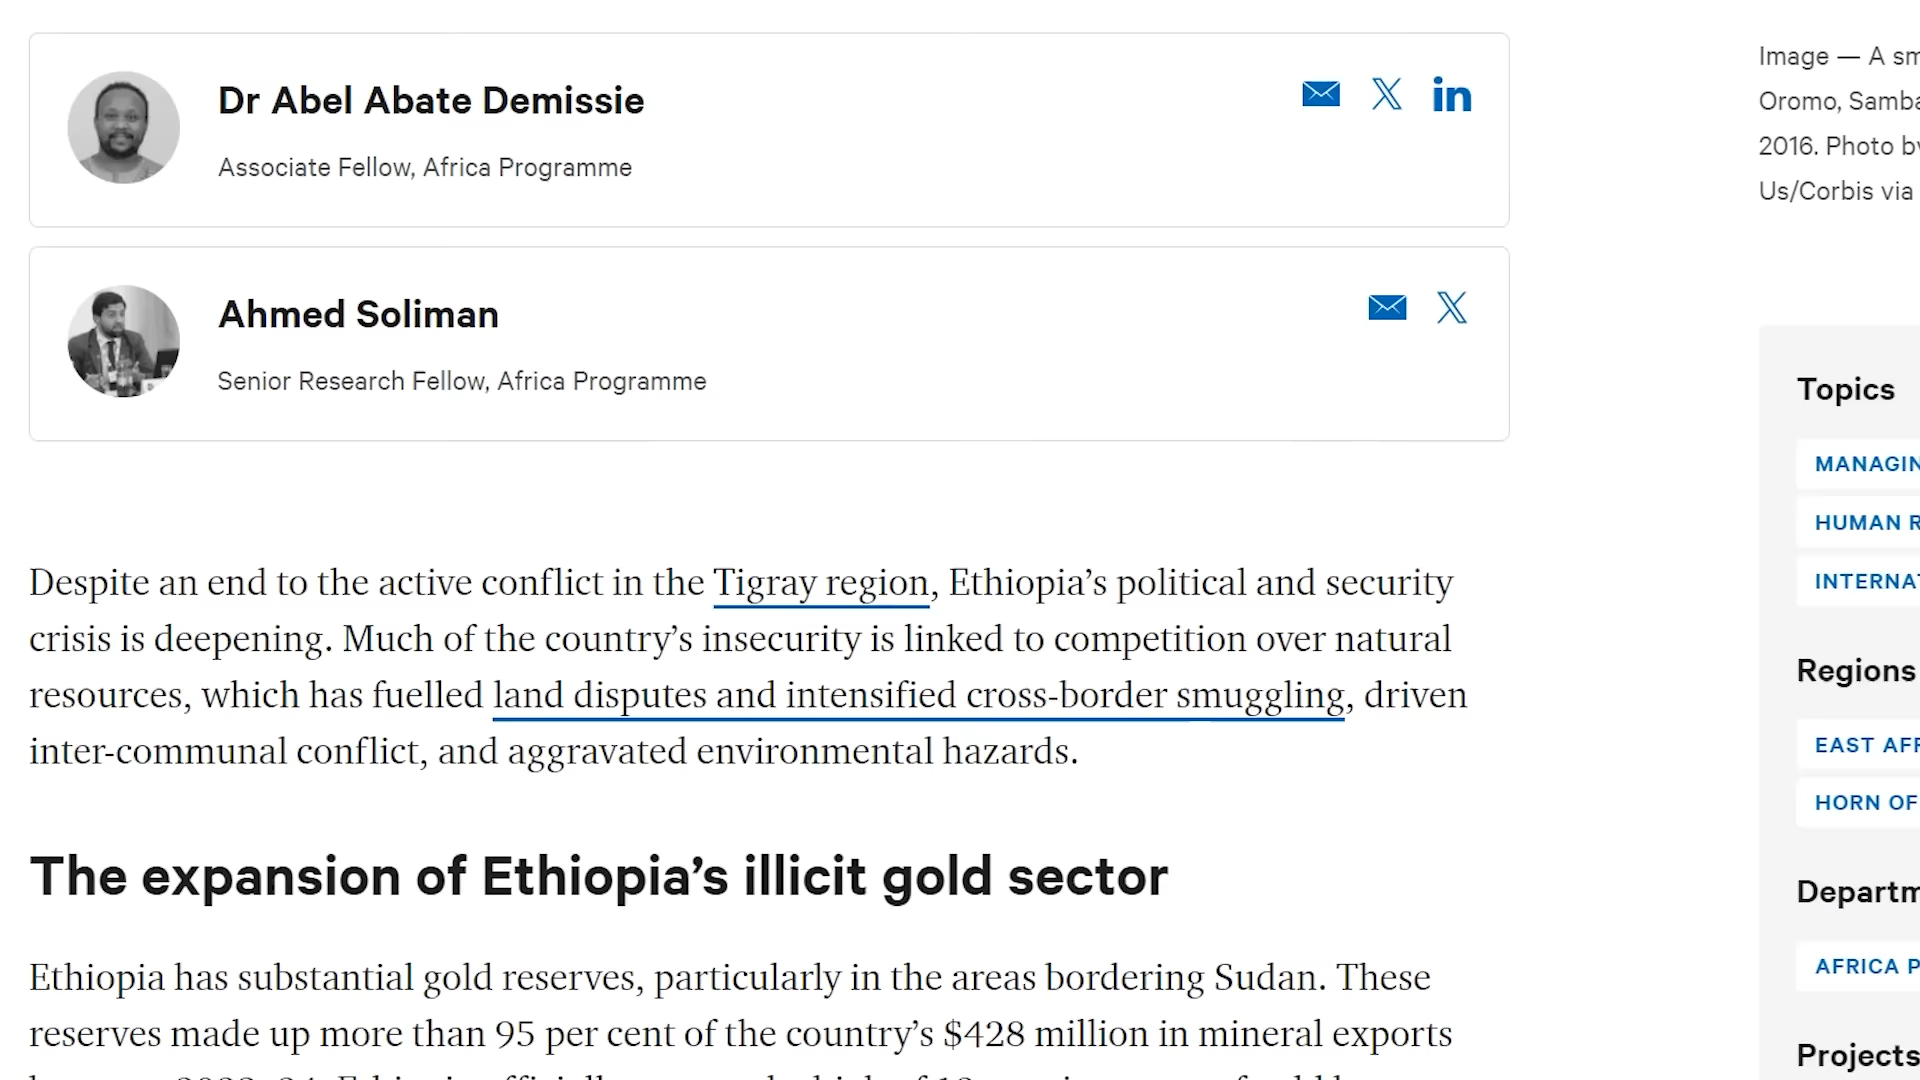 Dr Abel Abate Demissie
Associate Fellow, Africa Programme
Ahmed Soliman
Senior Research Fellow, Africa Programme
Despite an end to the active conflict in the Tigray region, Ethiopia’s political and security
crisis is deepening. Much of the country’s insecurity is linked to competition over natural
resources, which has fuelled land disputes and intensified cross-border smuggling, driven
inter-communal conflict, and aggravated environmental hazards.
The expansion of Ethiopia’s illicit gold sector
Ethiopia has substantial gold reserves, particularly in the areas bordering Sudan. These
reserves made up more than 95 per cent of the country’s $428 million in mineral exports
Image — A
Oromo,
2016. Photo
Us/Corbis via
Topics
HUMAN
Regions
EAST
HORN OF
AFRICA
Projects